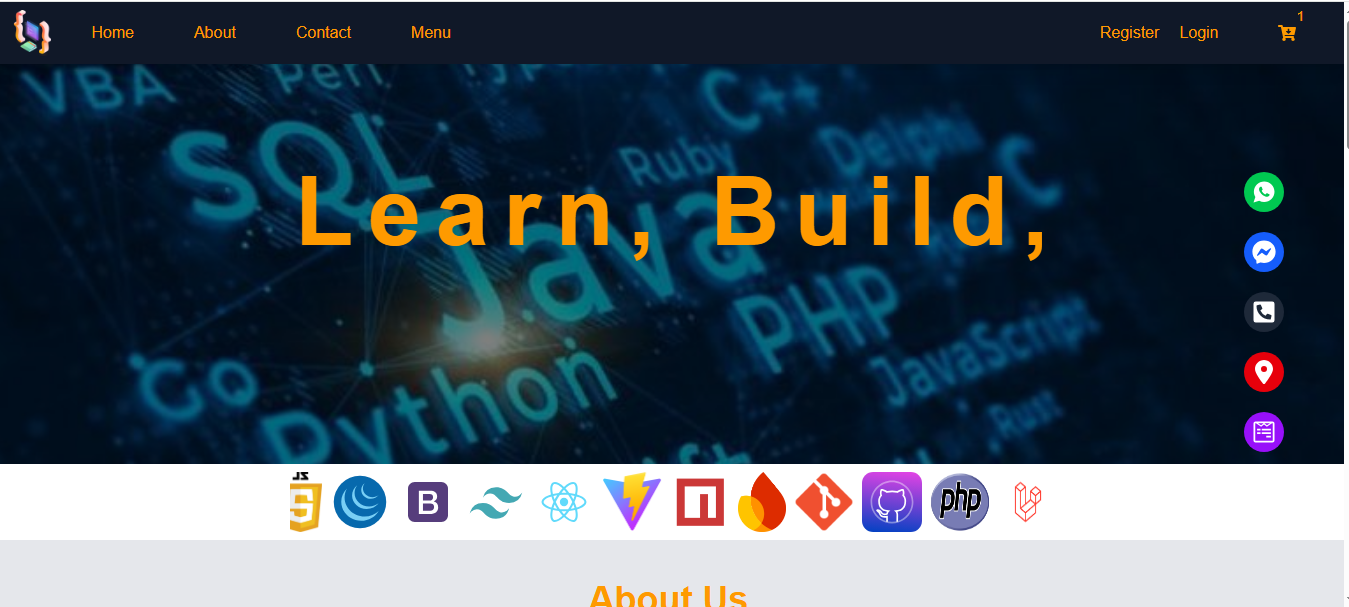 Home About Contact Menu Register Login 1
VBA Perl C++
SQL Ruby Delphi C
Learn, Build,
Java
PHP
JavaScript
Python Rust
JS
B
php
About Us